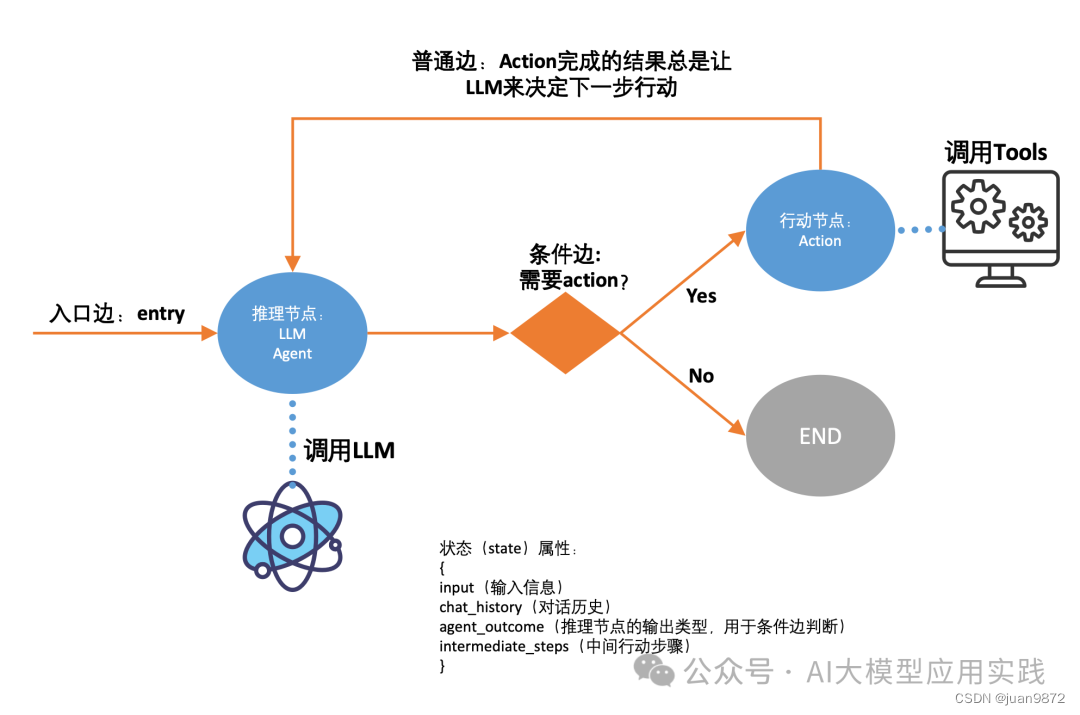 普通边：Action完成的结果总是让
LLM来决定下一步行动
调用Tools
行动节点：
Action
条件边:
需要action？
入口边：entry
推理节点：
LLM
Agent
Yes
No
END
调用LLM
状态（state）属性：
{
input（输入信息）
chat_history（对话历史）
agent_outcome（推理节点的输出类型，用于条件边判断）
intermediate_steps（中间行动步骤）
}
公众号 · AI大模型应用实践
CSDN @juan9872